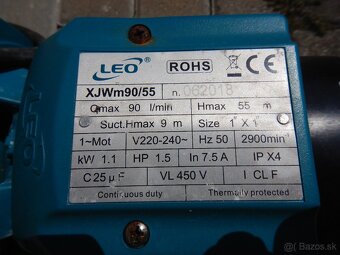 LEO
LEO ROHS CE
XJWm90/55 n. 062018
Qmax 90 l/min Hmax 55 m
Suct.Hmax 9 m Size 1"X 1"
1~Mot V220-240~ Hz 50 2900min⁻¹
kW 1.1 HP 1.5 In 7.5 A IP X4
C 25 µF VL 450 V I CL F
Continuous duty Thermally protected
Bazos.sk